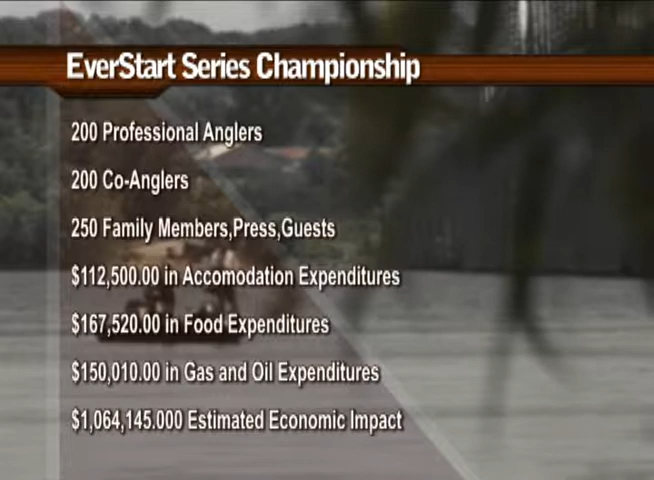 EverStart Series Championship
200 Professional Anglers
200 Co-Anglers
250 Family Members,Press,Guests
$112,500.00 in Accomodation Expenditures
$167,520.00 in Food Expenditures
$150,010.00 in Gas and Oil Expenditures
$1,064,145.000 Estimated Economic Impact